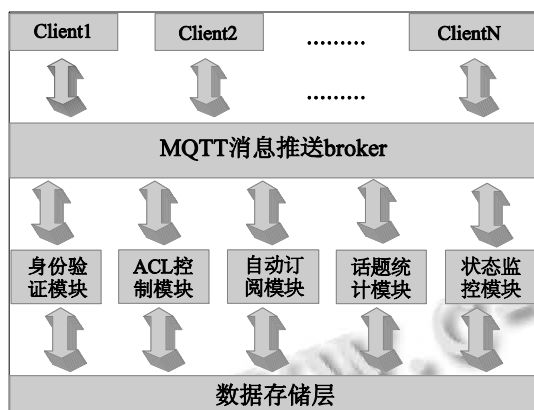 Client1 Client2 ......... ClientN
.........
MQTT消息推送broker
身份验 ACL控 自动订 话题统 状态监
证模块 制模块 阅模块 计模块 控模块
数据存储层